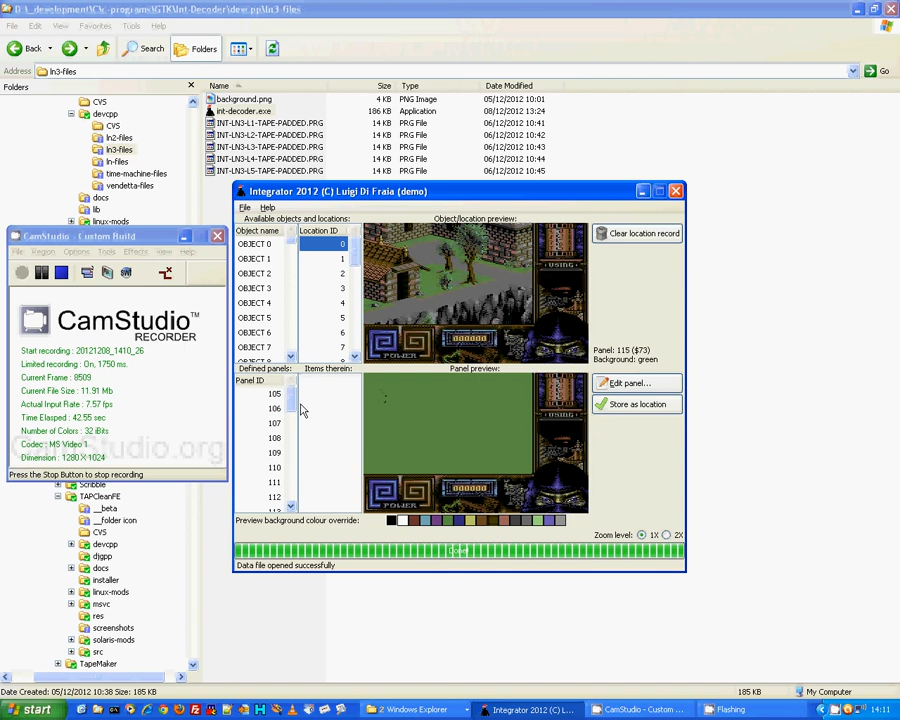 D:\_development\C\c-programs\GTK\Int-Decoder\devcpp\ln3-files
File Edit View Favorites Tools Help
Back Search Folders
Address ln3-files Go
Folders
Name Size Type Date Modified
CVS
devcpp
CVS
ln2-files
ln3-files
ln-files
time-machine-files
vendetta-files
docs
lib
linux-mods
background.png 4 KB PNG Image 05/12/2012 10:01
int-decoder.exe 186 KB Application 08/12/2012 13:24
INT-LN3-L1-TAPE-PADDED.PRG 14 KB PRG File 06/12/2012 10:41
INT-LN3-L2-TAPE-PADDED.PRG 14 KB PRG File 06/12/2012 10:42
INT-LN3-L3-TAPE-PADDED.PRG 14 KB PRG File 06/12/2012 10:43
INT-LN3-L4-TAPE-PADDED.PRG 14 KB PRG File 06/12/2012 10:44
INT-LN3-L5-TAPE-PADDED.PRG 14 KB PRG File 06/12/2012 10:45
CamStudio - Custom Build
File Region Options Tools Effects View Help
CamStudio™
RECORDER
Start recording : 20121208_1410_26
Limited recording : On, 1750 ms.
Current Frame : 8509
Current File Size : 11.91 Mb
Actual Input Rate : 7.57 fps
Time Elasped : 42.55 sec
Number of Colors : 32 iBits
Codec : MS Video 1
Dimension : 1280 X 1024
CamStudio.org
Press the Stop Button to stop recording
Integrator 2012 (C) Luigi Di Fraia (demo)
File Help
Available objects and locations: Object/location preview:
Object name Location ID
OBJECT 0 0
OBJECT 1 1
OBJECT 2 2
OBJECT 3 3
OBJECT 4 4
OBJECT 5 5
OBJECT 6 6
OBJECT 7 7
OBJECT 8 8
USING
POWER
000000
Clear location record
Panel: 115 ($73)
Background: green
Defined panels: Items therein: Panel preview:
Panel ID
105
106
107
108
109
110
111
112
113
USING
POWER
000000
Edit panel...
Store as location
Preview background colour override:
Zoom level: 1X 2X
Done!
Data file opened successfully
Scribble
TAPCleanFE
__beta
__folder icon
CVS
devcpp
djgpp
docs
installer
linux-mods
msvc
res
screenshots
solaris-mods
src
TapeMaker
Date Created: 05/12/2012 10:38 Size: 185 KB 185 KB My Computer
start 2 Windows Explorer Integrator 2012 (C) L... CamStudio - Custom ... Flashing 14:11